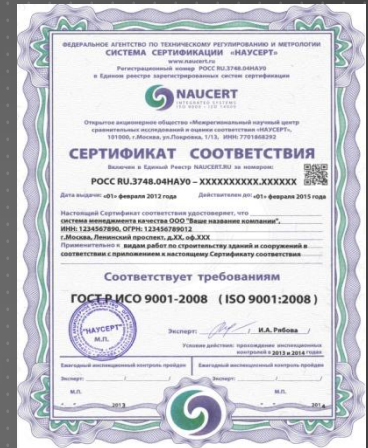 ФЕДЕРАЛЬНОЕ АГЕНТСТВО ПО ТЕХНИЧЕСКОМУ РЕГУЛИРОВАНИЮ И МЕТРОЛОГИИ
СИСТЕМА СЕРТИФИКАЦИИ «НАУСЕРТ»
www.naucert.ru
Регистрационный номер РОСС RU.3748.04НАУ0
в Едином реестре зарегистрированных систем сертификации
NAUCERT
INTEGRATED SYSTEMS
Открытое акционерное общество «Межрегиональный научный центр
сравнительных исследований и оценки соответствия «НАУСЕРТ»,
101000, г.Москва, ул.Покровка, 1/13, ИНН: 7701868292
СЕРТИФИКАТ СООТВЕТСТВИЯ
Включен в Единый Реестр NAUCERT.RU за номером:
РОСС RU.3748.04НАУ0 – XXXXXXXXXX.XXXXXX
Дата выдачи: «01» февраля 2012 года Действителен до: «01» февраля 2015 года
Настоящий Сертификат соответствия удостоверяет, что
система менеджмента качества ООО "Ваше название компании",
ИНН: 1234567890, ОГРН: 123456789012
г.Москва, Ленинский проспект, д.XX, оф.XXX
Применительно к видам работ по строительству зданий и сооружений в
соответствии с приложением к настоящему Сертификату соответствия
Соответствует требованиям
ГОСТ Р ИСО 9001-2008 ( ISO 9001:2008 )
"НАУСЕРТ"
М.П.
Эксперт: / И.А. Рябова /
Условие действия: прохождение инспекционных
контролей в 2013 и 2014 годах
Ежегодный инспекционный контроль пройден Ежегодный инспекционный контроль пройден
Эксперт: / / Эксперт: / /
М.П. М.П.
2013 2014